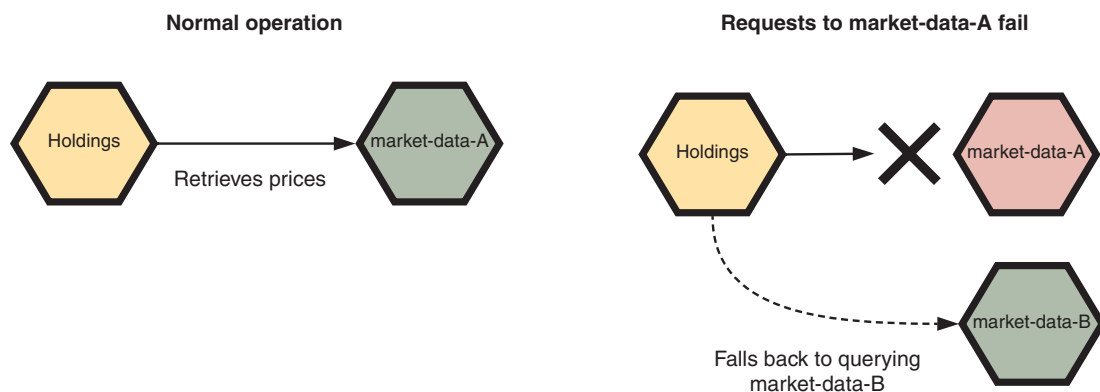 Normal operation
Requests to market-data-A fail
Holdings
market-data-A
Retrieves prices
Holdings
market-data-A
market-data-B
Falls back to querying
market-data-B